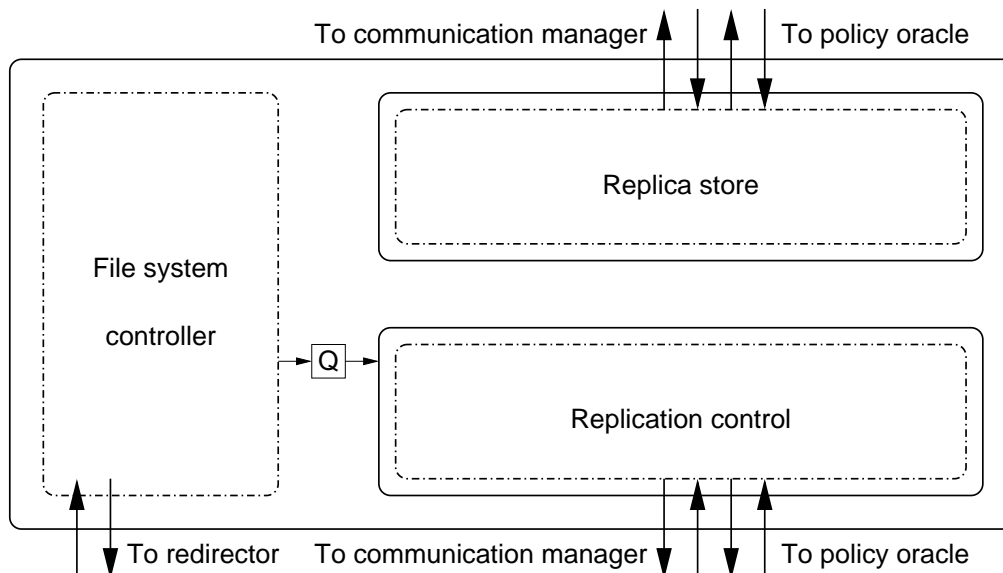 To communication manager
To policy oracle
Replica store
File system
controller
Q
Replication control
To redirector
To communication manager
To policy oracle